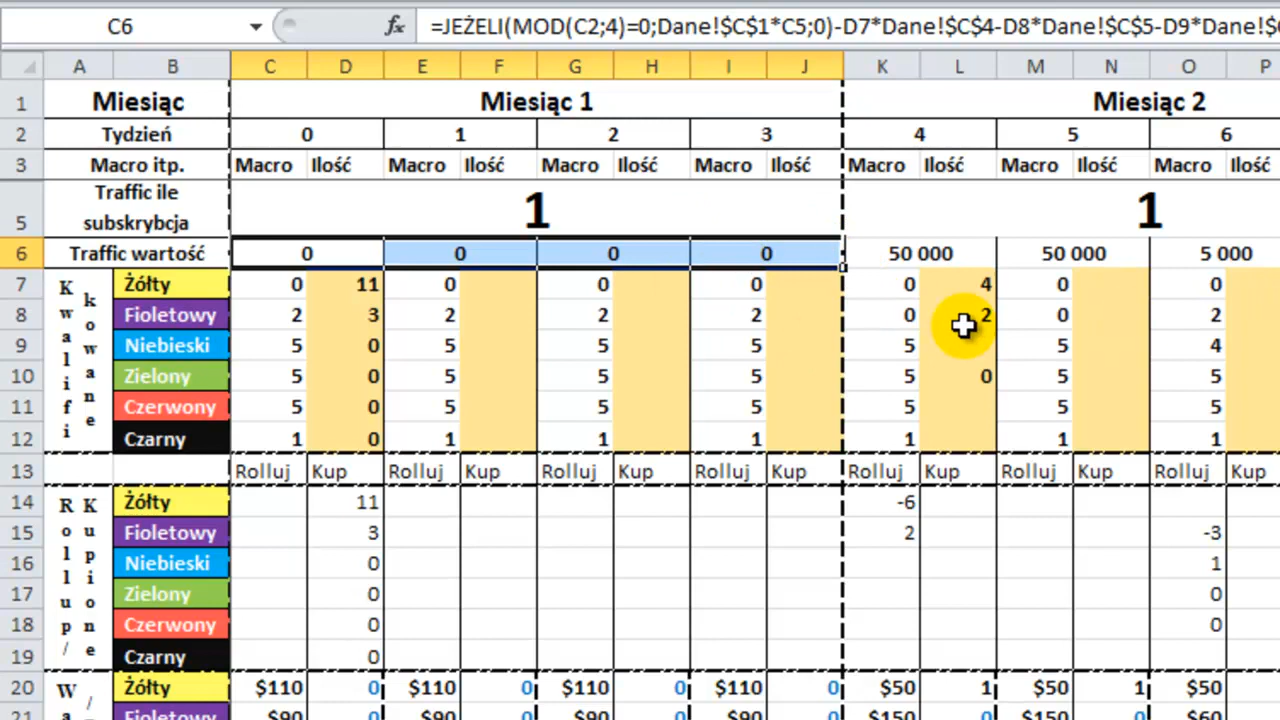 C6 fx =JEŻELI(MOD(C2;4)=0;Dane!$C$1*C5;0)-D7*Dane!$C$4-D8*Dane!$C$5-D9*Dane!$
A B C D E F G H I J K L M N O P
1 Miesiąc Miesiąc 1 Miesiąc 2
2 Tydzień 0 1 2 3 4 5 6
3 Macro itp. Macro Ilość Macro Ilość Macro Ilość Macro Ilość Macro Ilość Macro Ilość Macro Ilość
5 Traffic ile subskrybcja 1 1
6 Traffic wartość 0 0 0 0 50 000 50 000 5 000
Kwalifi kowane
7 Żółty 0 11 0 0 0 0 4 0 0
8 Fioletowy 2 3 2 2 2 0 2 0 2
9 Niebieski 5 0 5 5 5 5 5 4
10 Zielony 5 0 5 5 5 5 0 5 5
11 Czerwony 5 0 5 5 5 5 5 5
12 Czarny 1 0 1 1 1 1 1 1
13 Rolluj Kup Rolluj Kup Rolluj Kup Rolluj Kup Rolluj Kup Rolluj Kup Rolluj Kup
Rollup/ Kupione
14 Żółty 11 -6
15 Fioletowy 3 2 -3
16 Niebieski 0 1
17 Zielony 0 0
18 Czerwony 0 0
19 Czarny 0
20 Wa / Żółty $110 0 $110 0 $110 0 $110 0 $50 1 $50 1 $50
21 Fioletowy $90 0 $90 0 $90 0 $90 0 $150 1 $150 1 $60